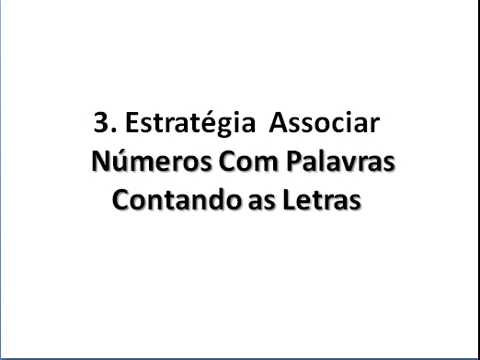 3. Estratégia Associar
Números Com Palavras
Contando as Letras